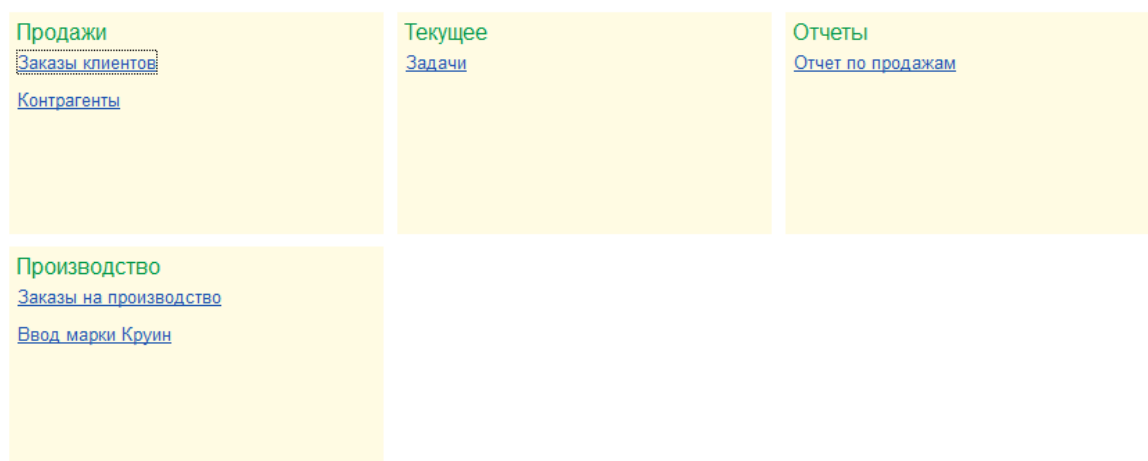 Продажи
Заказы клиентов
Контрагенты
Текущее
Задачи
Отчеты
Отчет по продажам
Производство
Заказы на производство
Ввод марки Круин